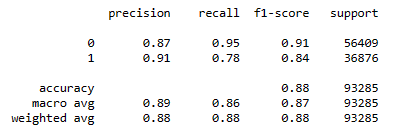 precision recall f1-score support
0 0.87 0.95 0.91 56409
1 0.91 0.78 0.84 36876
accuracy 0.88 93285
macro avg 0.89 0.86 0.87 93285
weighted avg 0.88 0.88 0.88 93285